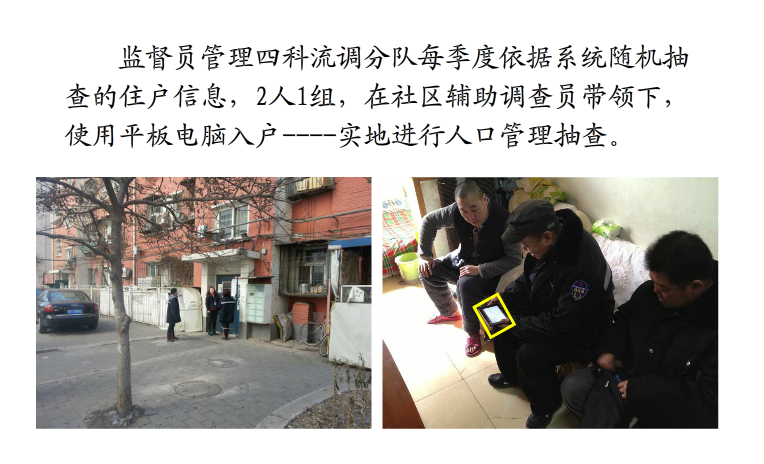 监督员管理四科流调分队每季度依据系统随机抽
查的住户信息，2人1组，在社区辅助调查员带领下，
使用平板电脑入户----实地进行人口管理抽查。